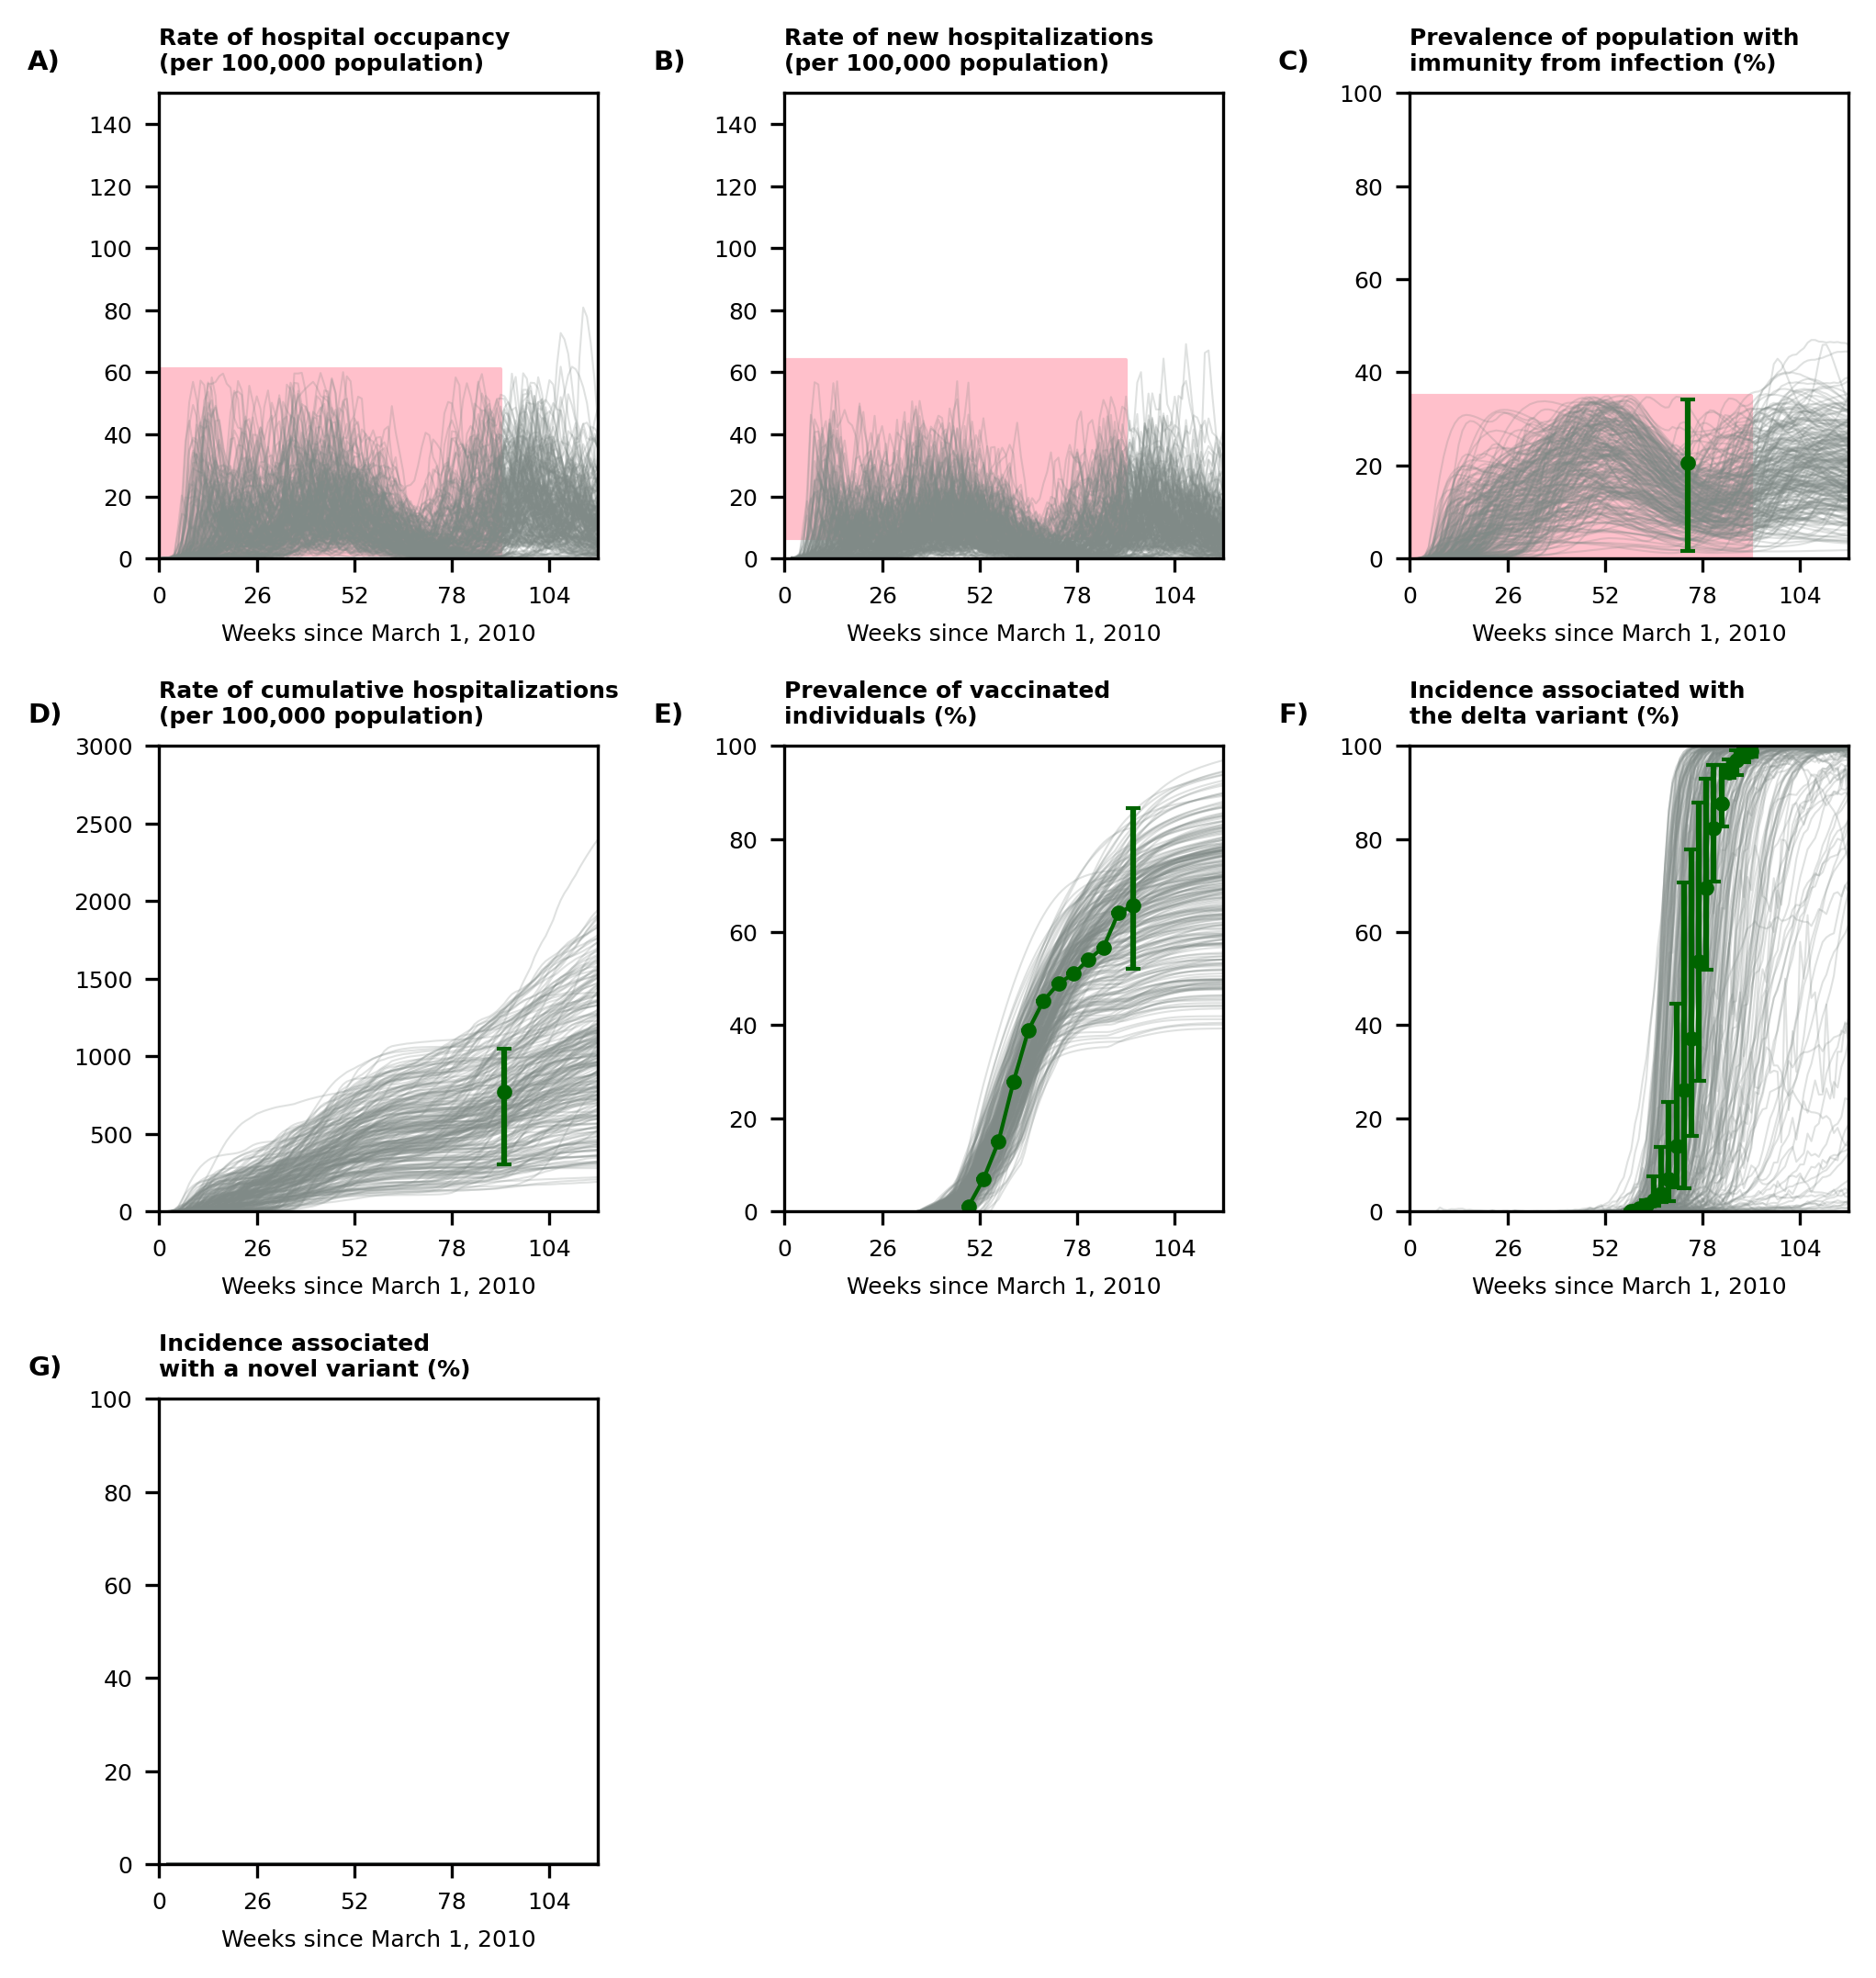 A)
Rate of hospital occupancy
(per 100,000 population)
140
120
100
80
60
40
20
0
0 26 52 78 104
Weeks since March 1, 2010
B)
Rate of new hospitalizations
(per 100,000 population)
140
120
100
80
60
40
20
0
0 26 52 78 104
Weeks since March 1, 2010
C)
Prevalence of population with
immunity from infection (%)
100
80
60
40
20
0
0 26 52 78 104
Weeks since March 1, 2010
D)
Rate of cumulative hospitalizations
(per 100,000 population)
3000
2500
2000
1500
1000
500
0
0 26 52 78 104
Weeks since March 1, 2010
E)
Prevalence of vaccinated
individuals (%)
100
80
60
40
20
0
0 26 52 78 104
Weeks since March 1, 2010
F)
Incidence associated with
the delta variant (%)
100
80
60
40
20
0
0 26 52 78 104
Weeks since March 1, 2010
G)
Incidence associated
with a novel variant (%)
100
80
60
40
20
0
0 26 52 78 104
Weeks since March 1, 2010